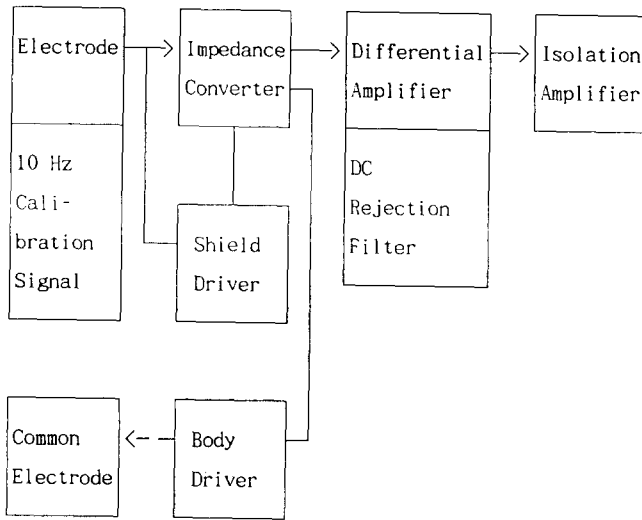 Electrode
10 Hz
Cali-
bration
Signal
Impedance
Converter
Shield
Driver
Differential
Amplifier
DC
Rejection
Filter
Isolation
Amplifier
Common
Electrode
Body
Driver